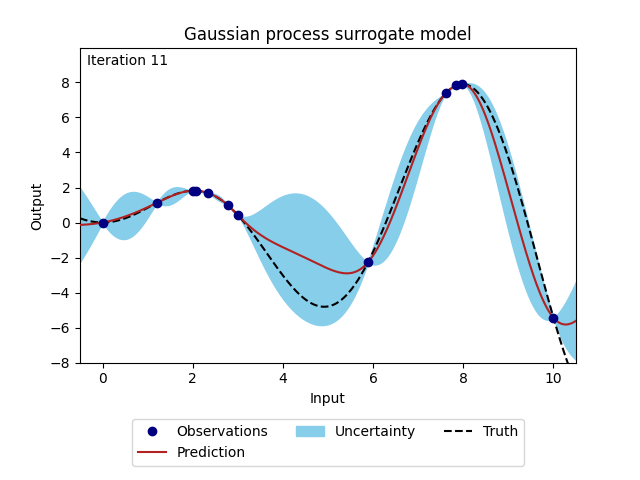 Gaussian process surrogate model
Iteration 11
8
6
4
2
0
−2
−4
−6
−8
Output
0 2 4 6 8 10
Input
Observations Uncertainty Truth
Prediction